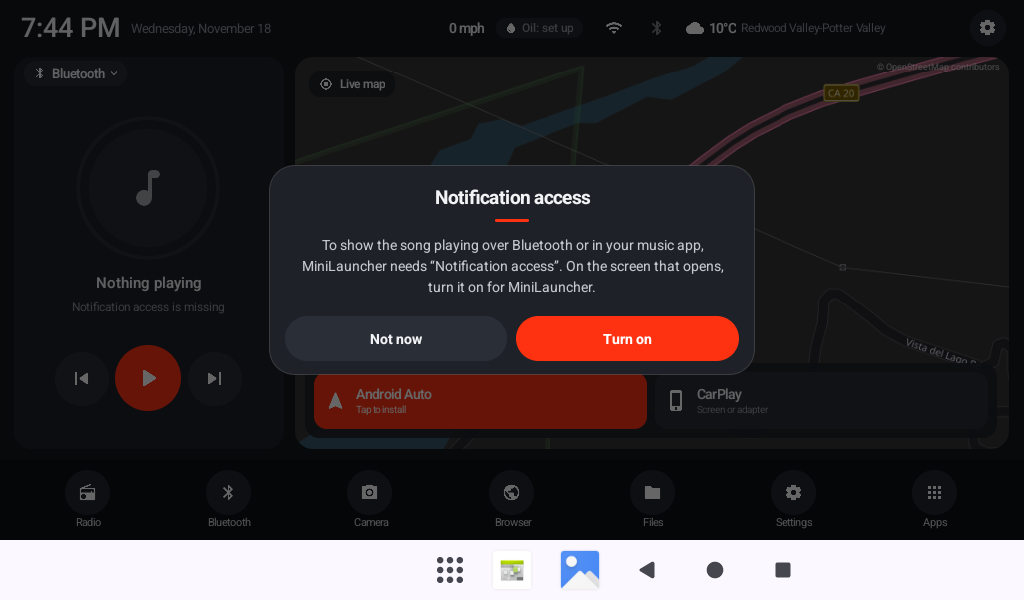 7:44 PM
Wednesday, November 18
0 mph
Oil: set up
10°C
Redwood Valley-Potter Valley
Bluetooth
Live map
© OpenStreetMap contributors
CA 20
Nothing playing
Notification access is missing
Notification access
To show the song playing over Bluetooth or in your music app,
MiniLauncher needs “Notification access”. On the screen that opens,
turn it on for MiniLauncher.
Not now
Turn on
Vista del Lago
Android Auto
Tap to install
CarPlay
Screen or adapter
Radio
Bluetooth
Camera
Browser
Files
Settings
Apps